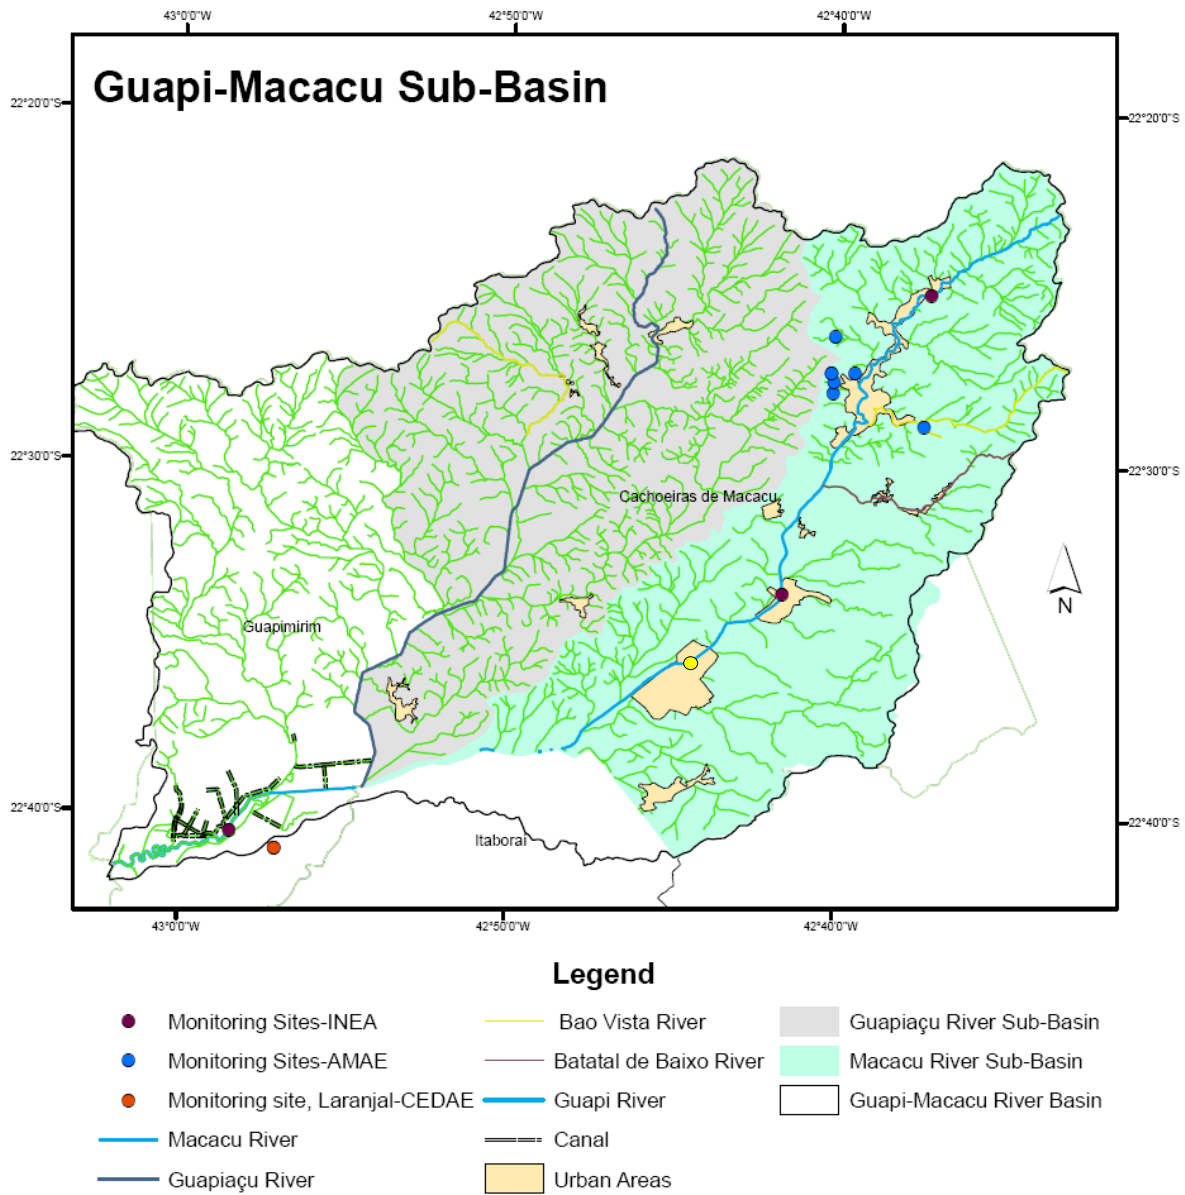 43°0'0"W 42°50'0"W 42°40'0"W
Guapi-Macacu Sub-Basin
22°20'0"S
22°20'0"S
22°30'0"S
22°30'0"S
Cachoeiras de Macacu
N
Guapimirim
22°40'0"S
22°40'0"S
Itaborai
43°0'0"W 42°50'0"W 42°40'0"W
Legend
Monitoring Sites-INEA
Monitoring Sites-AMAE
Monitoring site, Laranjal-CEDAE
Macacu River
Guapiaçu River
Bao Vista River
Batatal de Baixo River
Guapi River
Canal
Urban Areas
Guapiaçu River Sub-Basin
Macacu River Sub-Basin
Guapi-Macacu River Basin